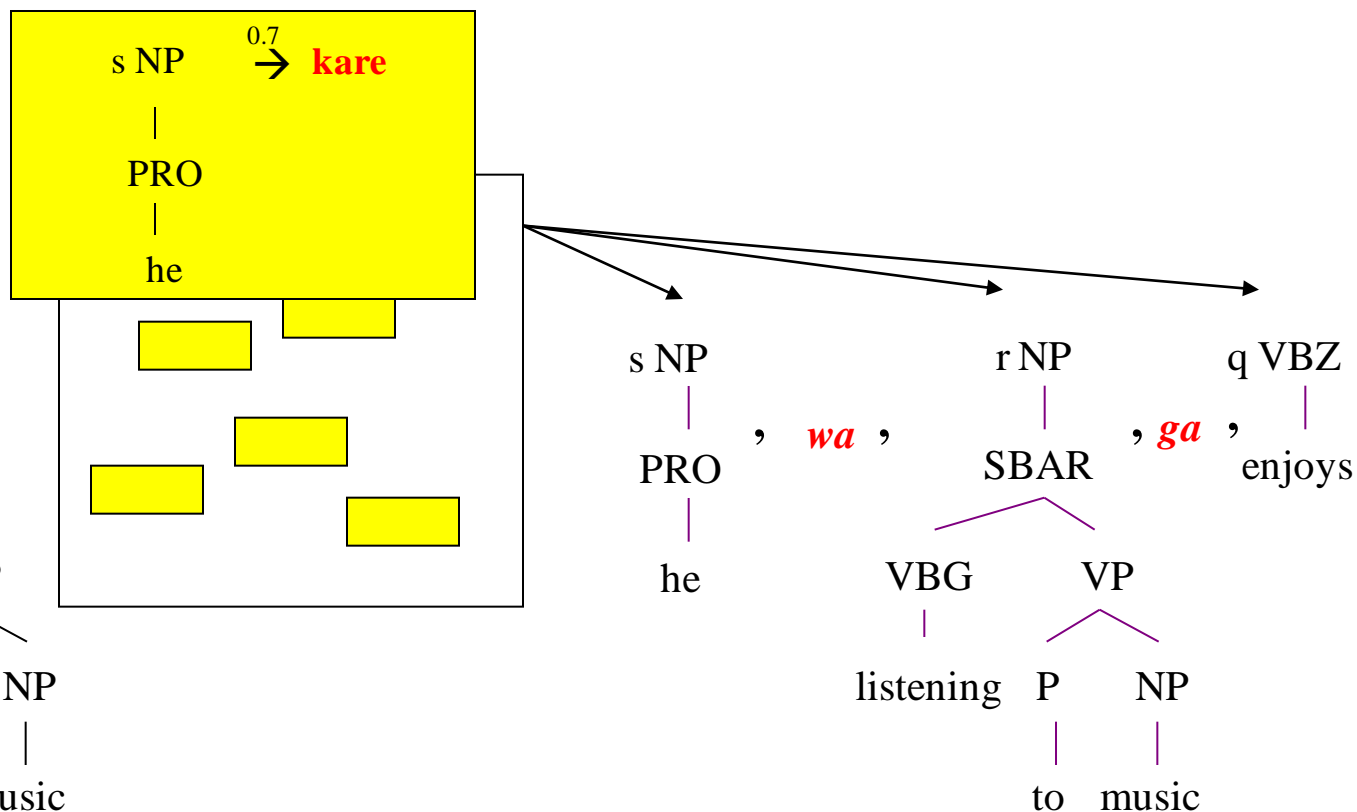 0.7
s NP → kare
PRO
he
s NP r NP q VBZ
, wa , , ga ,
PRO SBAR enjoys
he VBG VP
NP listening P NP
usic to music